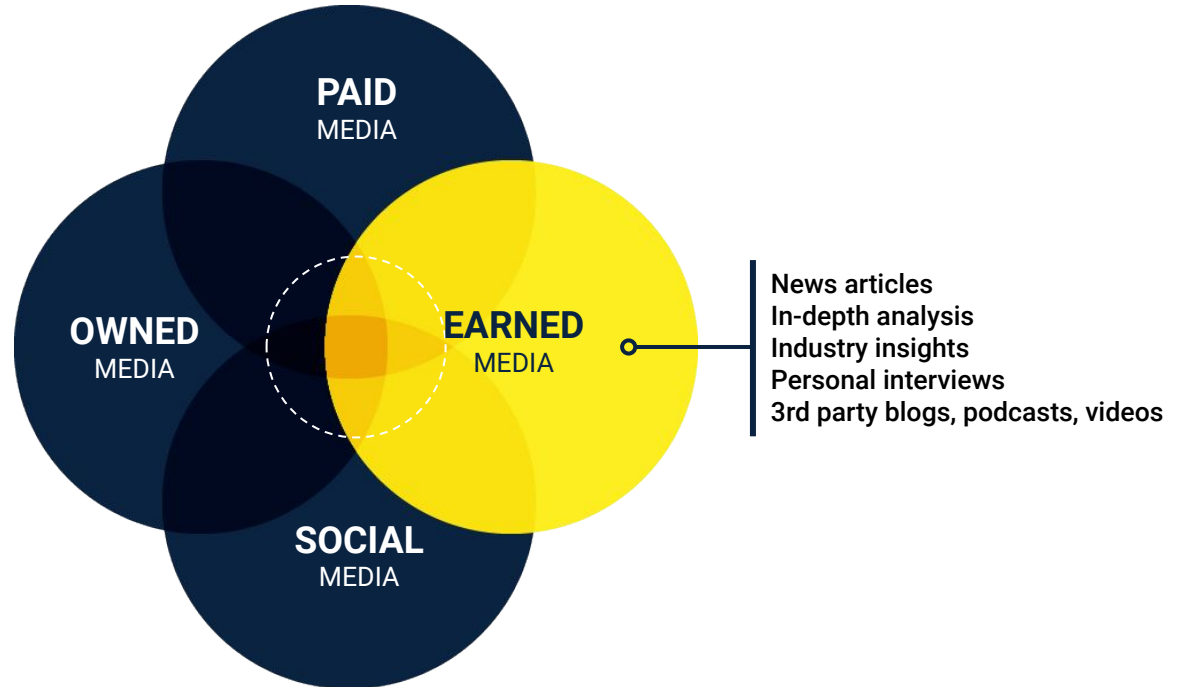 PAID
MEDIA
OWNED
MEDIA
EARNED
MEDIA
SOCIAL
MEDIA
News articles
In-depth analysis
Industry insights
Personal interviews
3rd party blogs, podcasts, videos